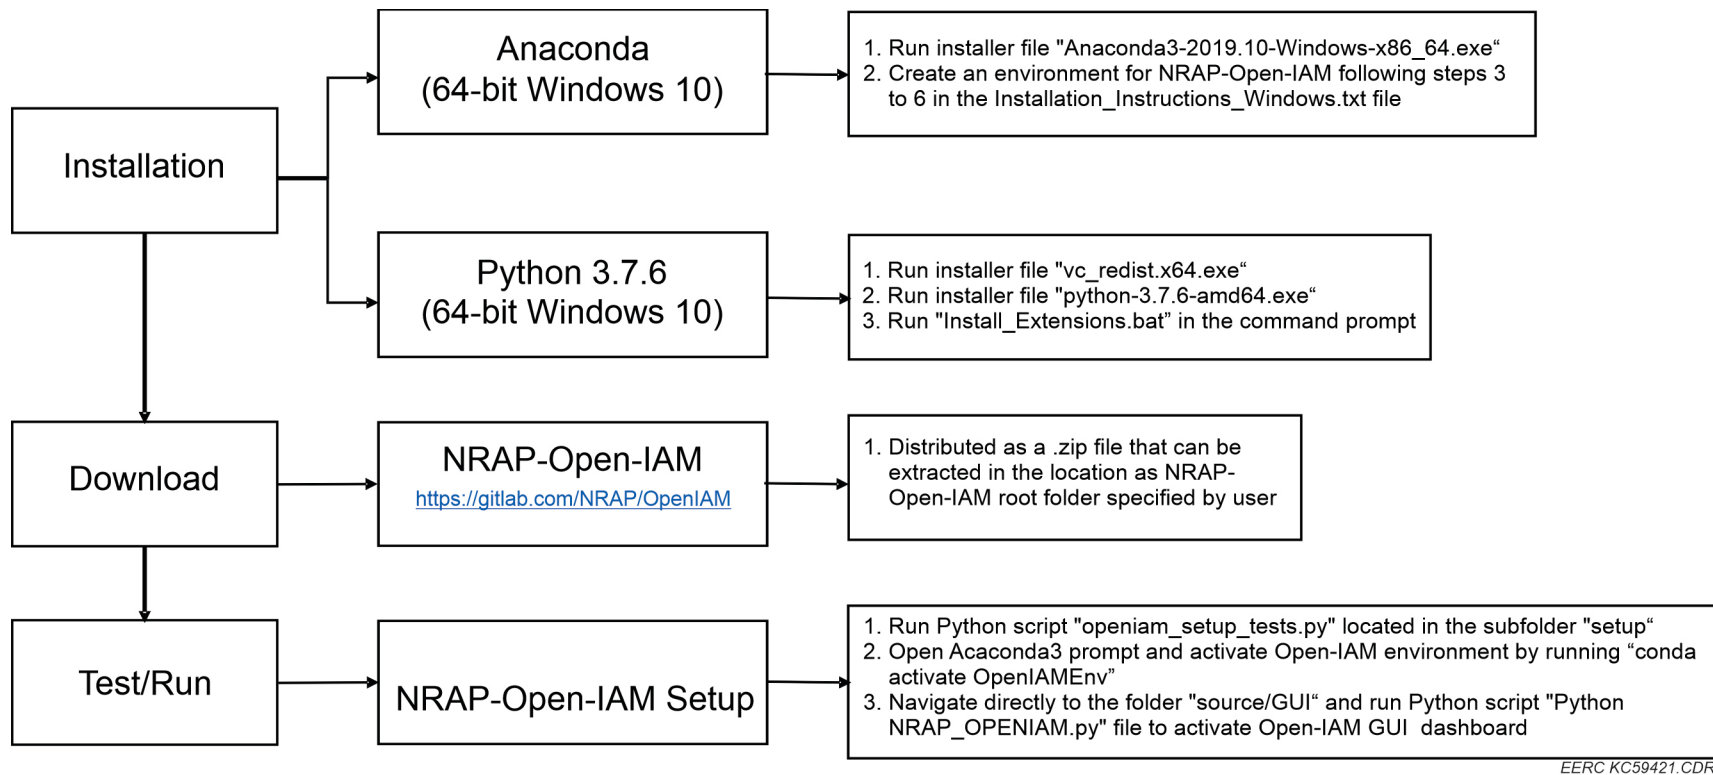 Installation
Anaconda
(64-bit Windows 10)
1. Run installer file "Anaconda3-2019.10-Windows-x86_64.exe“
2. Create an environment for NRAP-Open-IAM following steps 3
to 6 in the Installation_Instructions_Windows.txt file
Python 3.7.6
(64-bit Windows 10)
1. Run installer file "vc_redist.x64.exe“
2. Run installer file "python-3.7.6-amd64.exe“
3. Run "Install_Extensions.bat” in the command prompt
Download
NRAP-Open-IAM
https://gitlab.com/NRAP/OpenIAM
1. Distributed as a .zip file that can be
extracted in the location as NRAP-
Open-IAM root folder specified by user
Test/Run
NRAP-Open-IAM Setup
1. Run Python script "openiam_setup_tests.py" located in the subfolder "setup“
2. Open Acaconda3 prompt and activate Open-IAM environment by running “conda
activate OpenIAMEnv”
3. Navigate directly to the folder "source/GUI“ and run Python script "Python
NRAP_OPENIAM.py" file to activate Open-IAM GUI dashboard
EERC KC59421.CDR